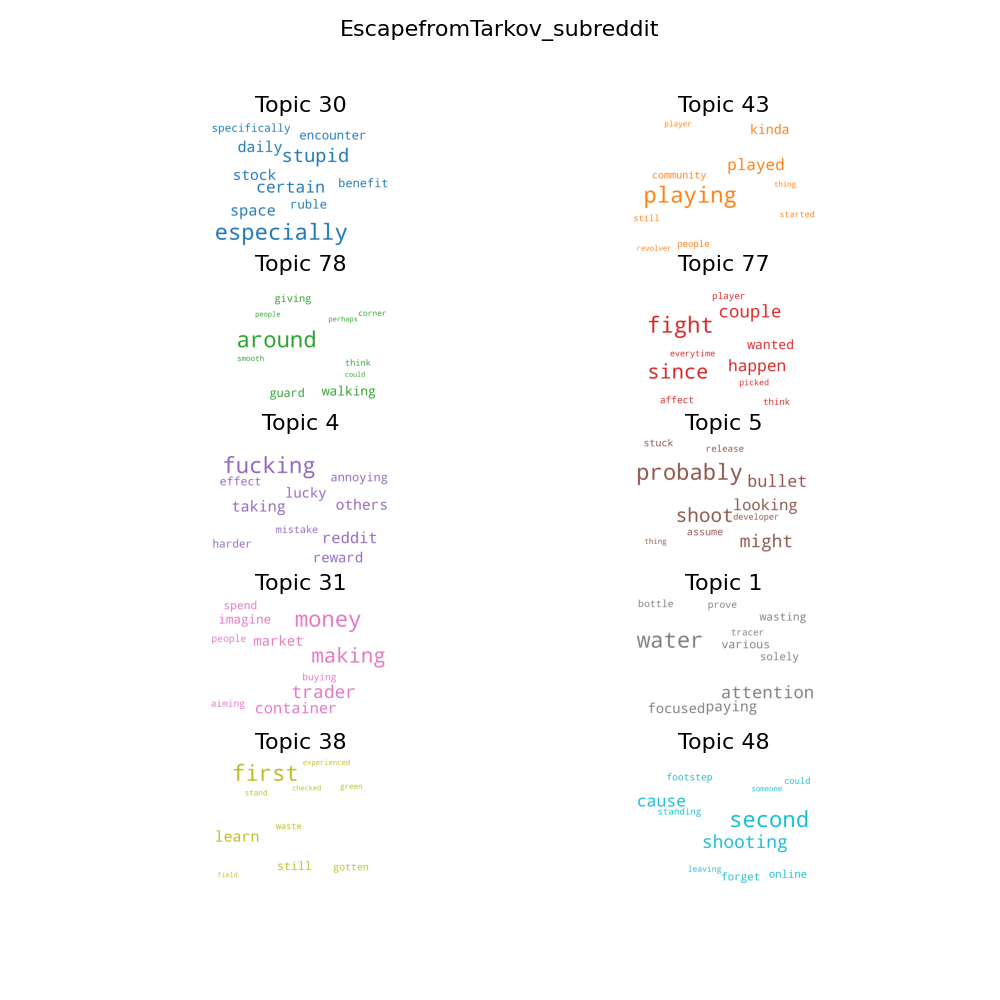 EscapefromTarkov_subreddit
Topic 30
specifically
encounter
daily
stupid
stock
certain
benefit
space
ruble
especially
Topic 43
player
kinda
played
community
thing
playing
still
started
revolver
people
Topic 78
giving
people
perhaps
corner
around
smooth
think
could
guard
walking
Topic 77
player
couple
fight
wanted
everytime
since
happen
picked
affect
think
Topic 4
fucking
effect
annoying
lucky
taking
others
mistake
reddit
harder
reward
Topic 5
stuck
release
probably
bullet
looking
shoot
developer
assume
thing
might
Topic 31
spend
imagine
money
people
market
making
buying
trader
aiming
container
Topic 1
bottle
prove
wasting
water
tracer
various
solely
attention
focused
paying
Topic 38
experienced
first
stand
checked
green
waste
learn
still
gotten
field
Topic 48
footstep
could
someone
cause
standing
second
shooting
leaving
forget
online